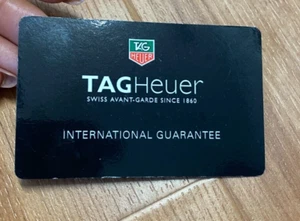 TAG
HEUER
TAGHeuer
SWISS AVANT-GARDE SINCE 1860
INTERNATIONAL GUARANTEE